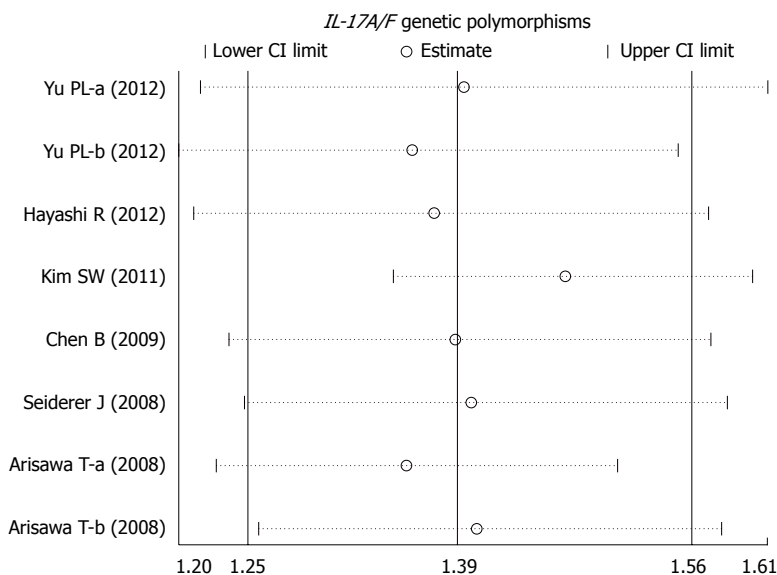 IL-17A/F genetic polymorphisms
Lower CI limit Estimate Upper CI limit
Yu PL-a (2012)
Yu PL-b (2012)
Hayashi R (2012)
Kim SW (2011)
Chen B (2009)
Seiderer J (2008)
Arisawa T-a (2008)
Arisawa T-b (2008)
1.20 1.25 1.39 1.56 1.61